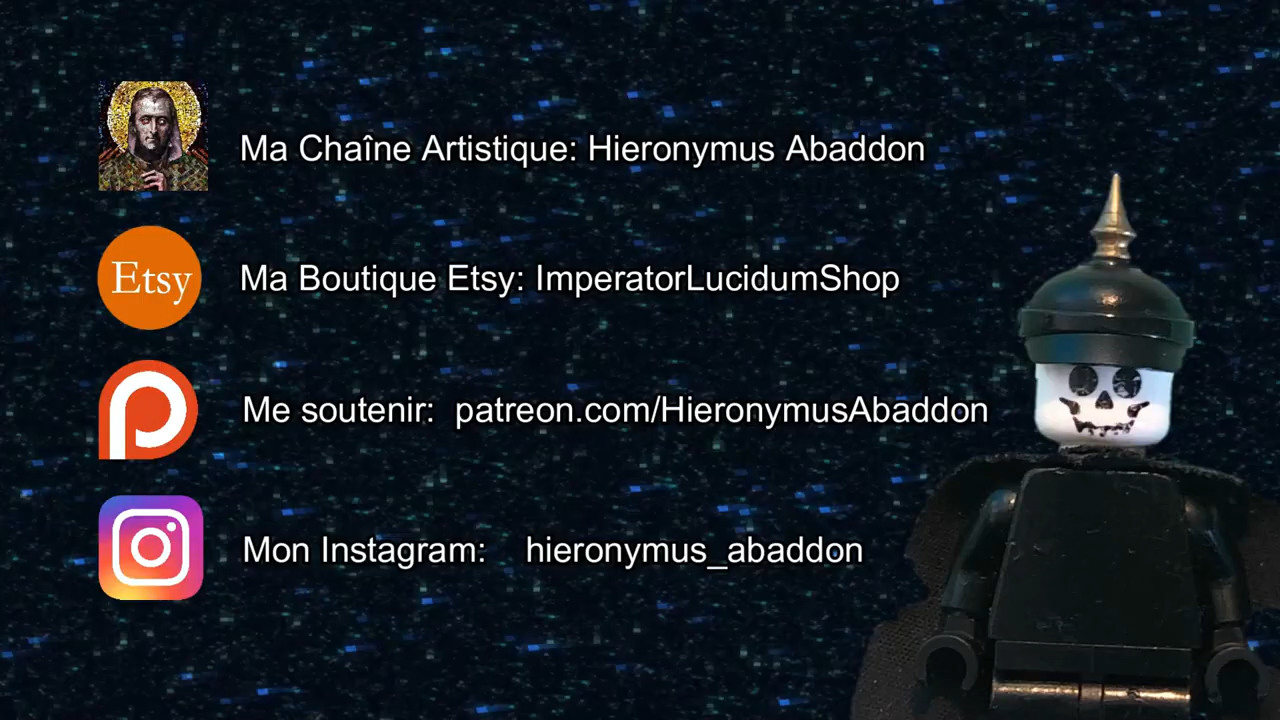 Ma Chaîne Artistique: Hieronymus Abaddon
Etsy
Ma Boutique Etsy: ImperatorLucidumShop
Me soutenir: patreon.com/HieronymusAbaddon
Mon Instagram: hieronymus_abaddon